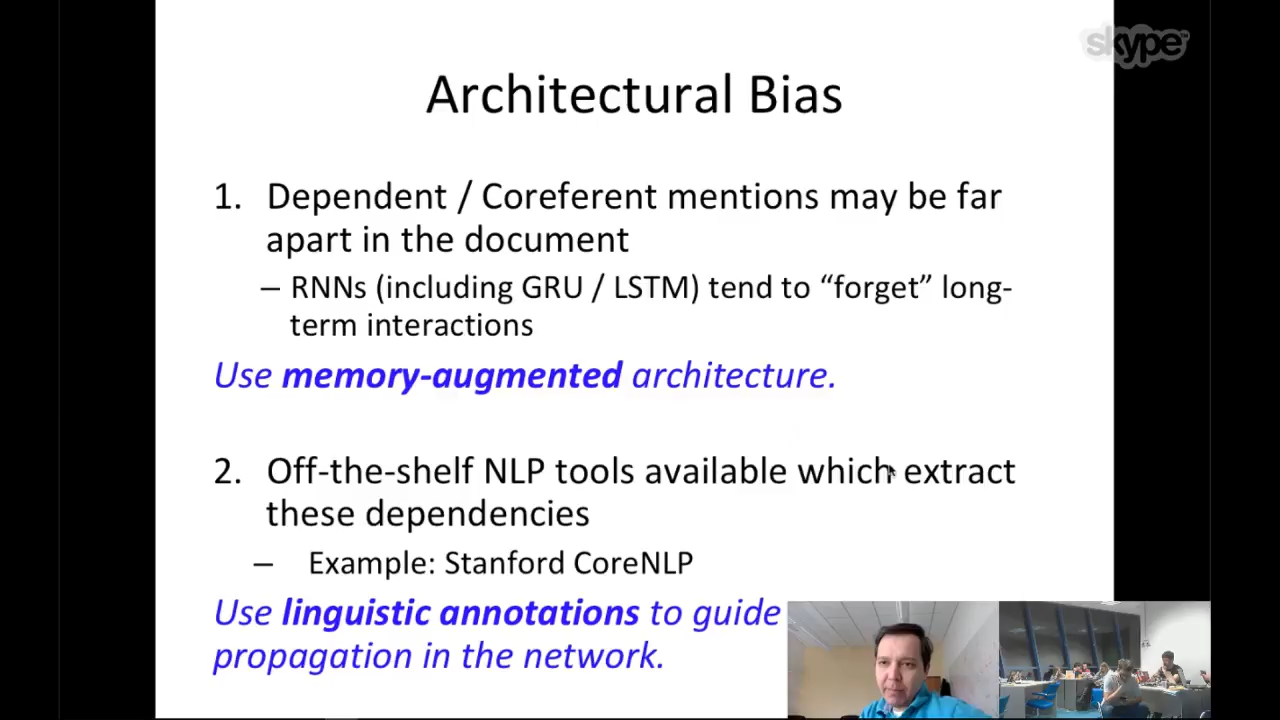 skype
Architectural Bias
1. Dependent / Coreferent mentions may be far
apart in the document
– RNNs (including GRU / LSTM) tend to “forget” long-
term interactions
Use memory-augmented architecture.
2. Off-the-shelf NLP tools available which extract
these dependencies
– Example: Stanford CoreNLP
Use linguistic annotations to guide
propagation in the network.